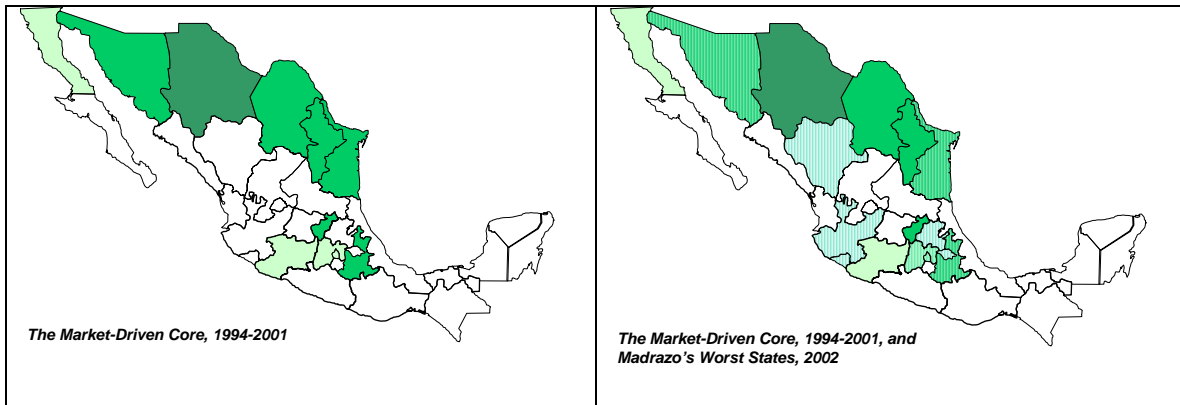 The Market-Driven Core, 1994-2001
The Market-Driven Core, 1994-2001, and
Madrazo's Worst States, 2002